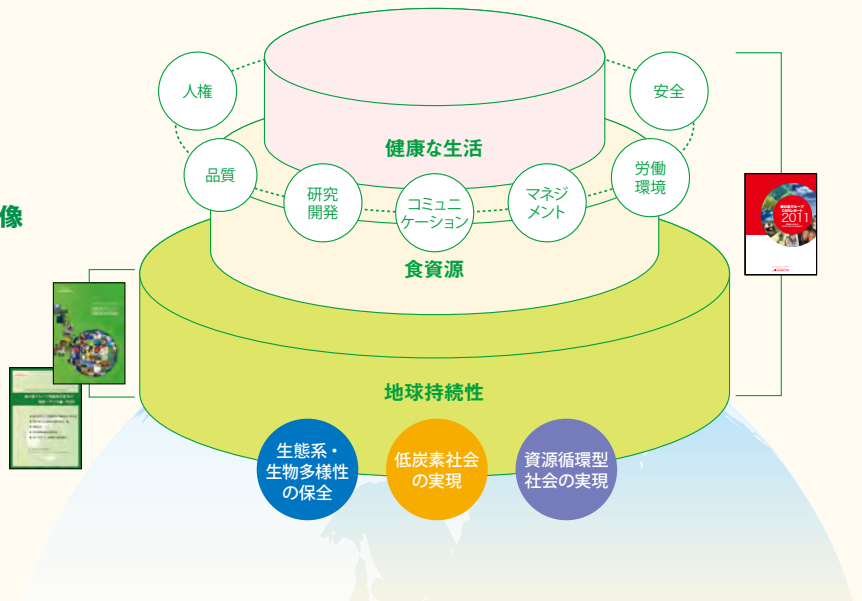 人権
安全
健康な生活
品質
研究
開発
コミュニ
ケーション
マネジ
メント
労働
環境
像
食資源
2011
地球持続性
生態系・
生物多様性
の保全
低炭素社会
の実現
資源循環型
社会の実現